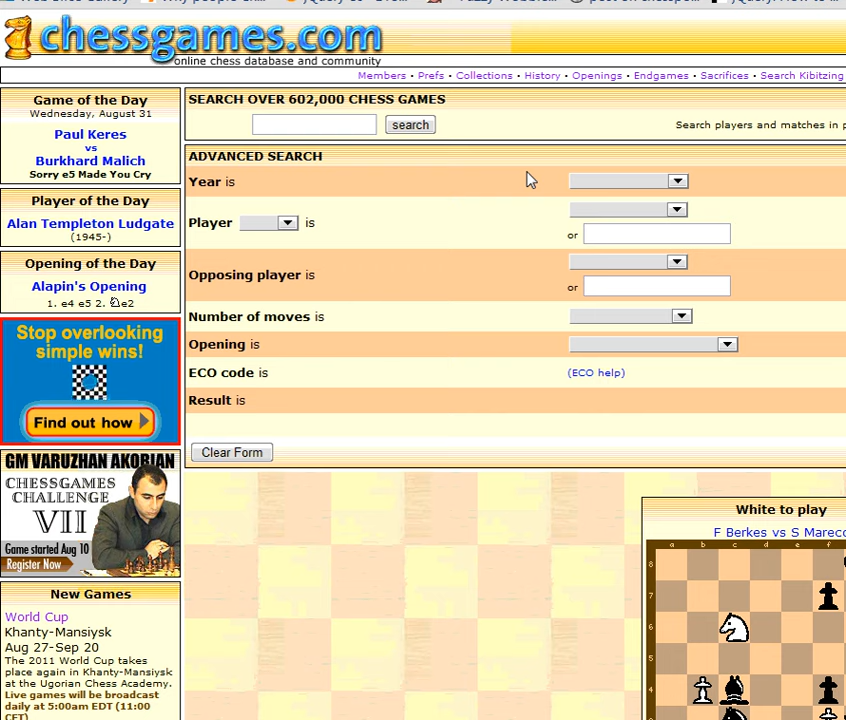 chessgames.com
online chess database and community
Members • Prefs • Collections • History • Openings • Endgames • Sacrifices • Search Kibitzing
Game of the Day
Wednesday, August 31
Paul Keres
vs
Burkhard Malich
Sorry e5 Made You Cry
Player of the Day
Alan Templeton Ludgate
(1945-)
Opening of the Day
Alapin's Opening
1. e4 e5 2. ♘e2
Stop overlooking
simple wins!
Find out how
GM VARUZHAN AKOBIAN
CHESSGAMES
CHALLENGE
VII
Game started Aug 10
Register Now
New Games
World Cup
Khanty-Mansiysk
Aug 27-Sep 20
The 2011 World Cup takes
place again in Khanty-Mansiysk
at the Ugorian Chess Academy.
Live games will be broadcast
daily at 5:00am EDT (11:00
CET)
SEARCH OVER 602,000 CHESS GAMES
search
Search players and matches in p
ADVANCED SEARCH
Year is
Player is
or
Opposing player is
or
Number of moves is
Opening is
ECO code is (ECO help)
Result is
Clear Form
White to play
F Berkes vs S Mareco
a b c d e f
8
7
6
5
4